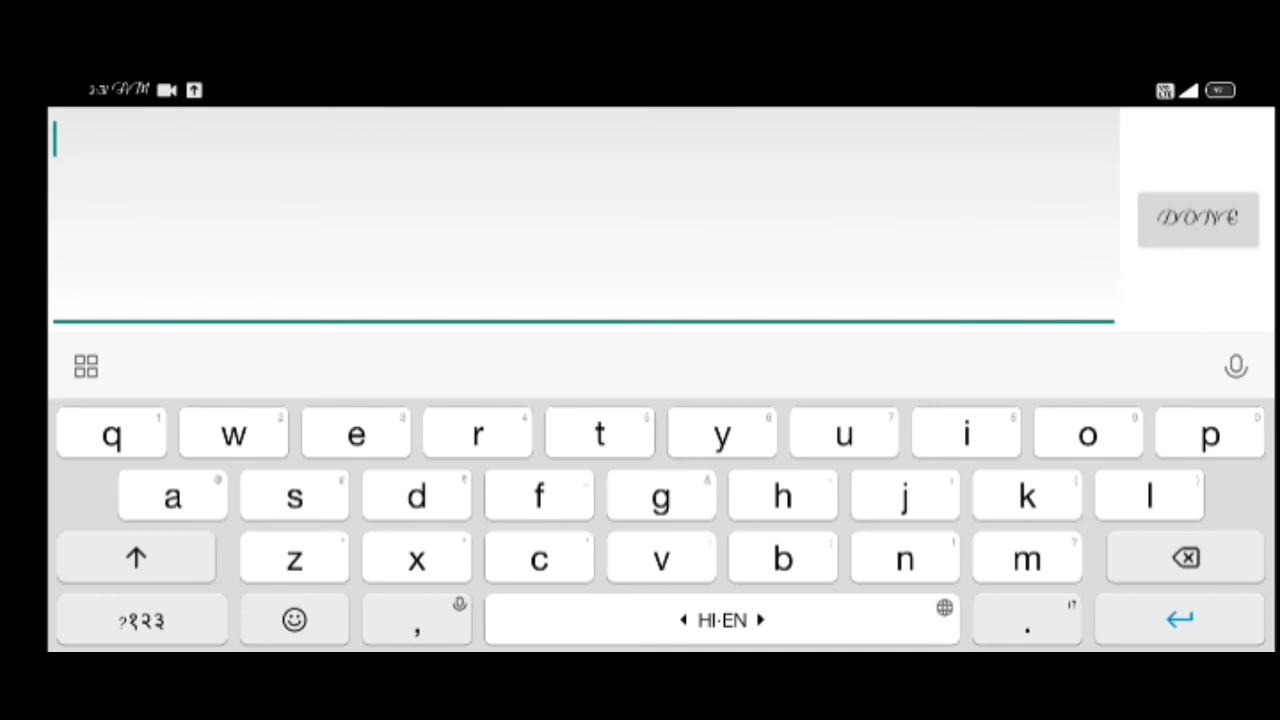 DONE
q w e r t y u i o p
a s d f g h j k l
z x c v b n m
?१२३ , HI·EN .